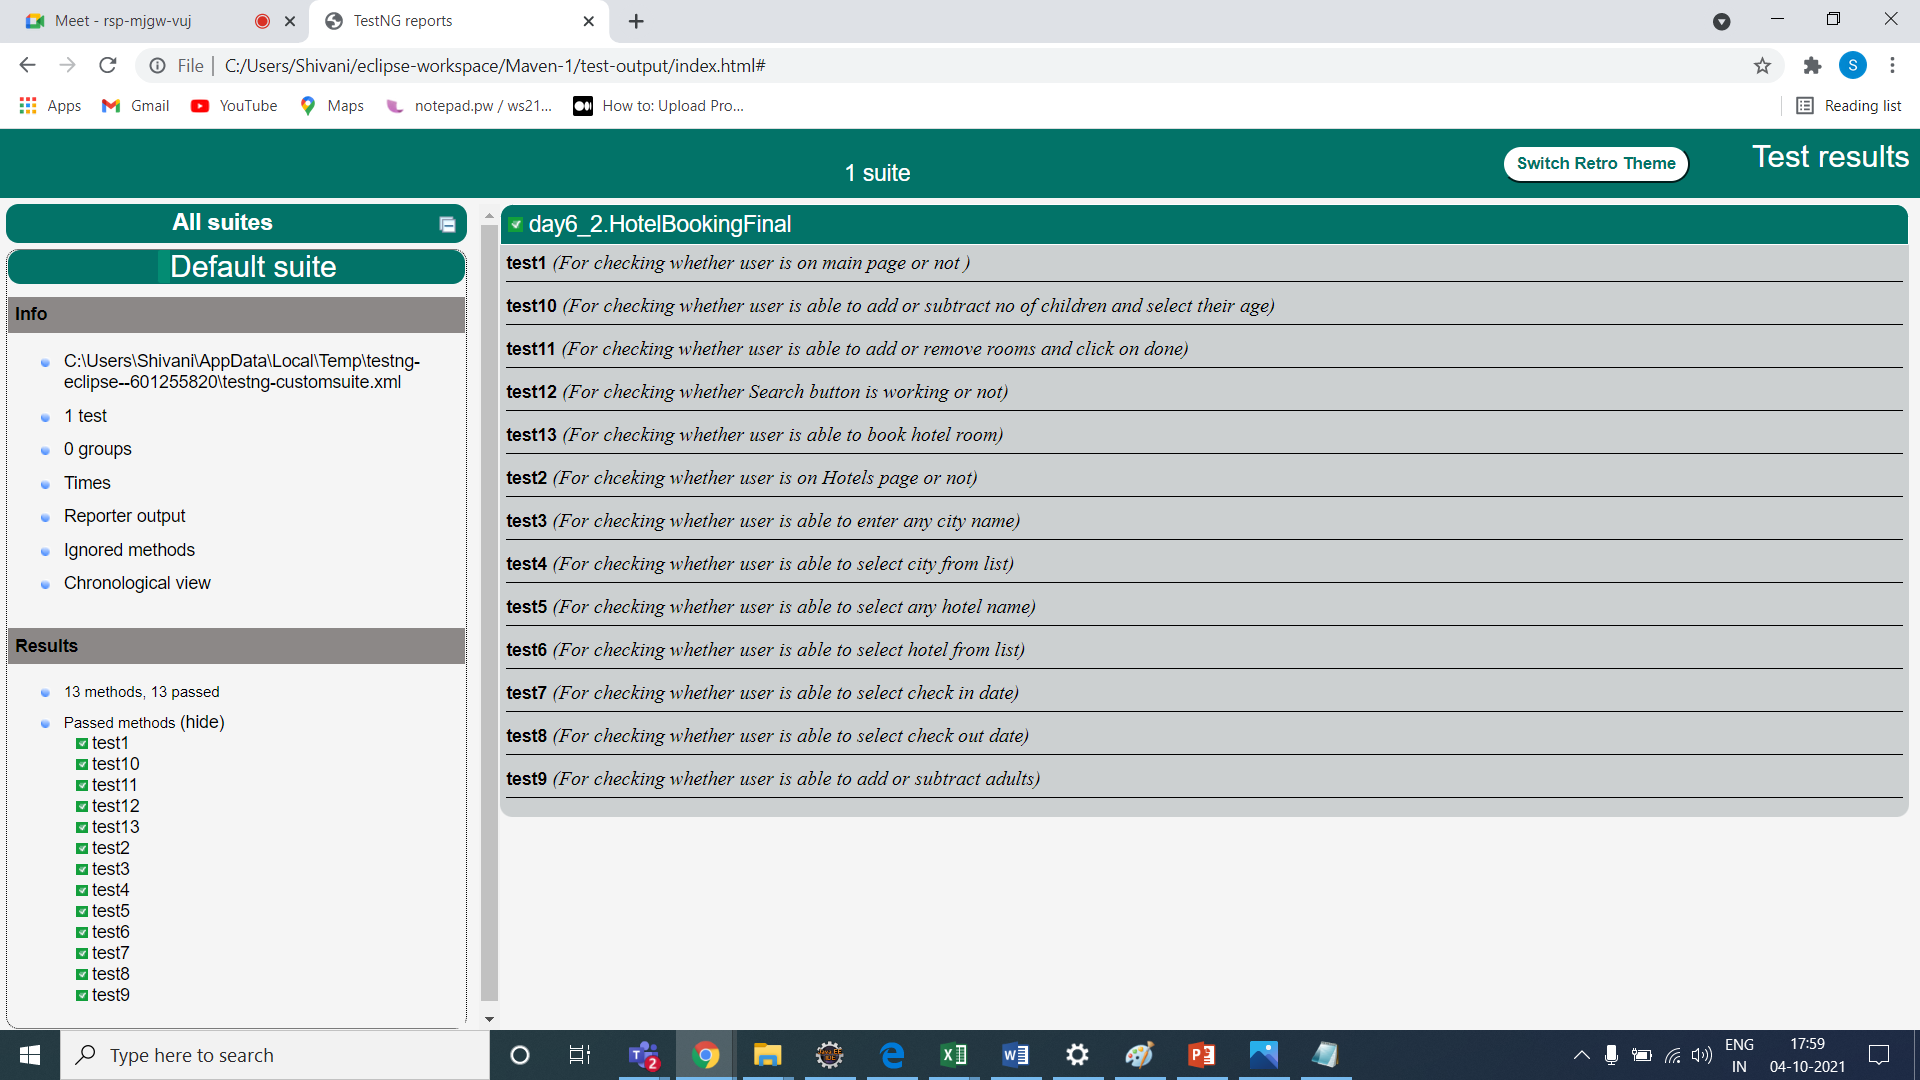 Meet - rsp-mjgw-vuj
TestNG reports
File | C:/Users/Shivani/eclipse-workspace/Maven-1/test-output/index.html#
S
Apps
Gmail
YouTube
Maps
notepad.pw / ws21...
How to: Upload Pro...
Reading list
1 suite
Switch Retro Theme
Test results
All suites
Default suite
Info
C:\Users\Shivani\AppData\Local\Temp\testng-
eclipse--601255820\testng-customsuite.xml
1 test
0 groups
Times
Reporter output
Ignored methods
Chronological view
Results
13 methods, 13 passed
Passed methods (hide)
test1
test10
test11
test12
test13
test2
test3
test4
test5
test6
test7
test8
test9
day6_2.HotelBookingFinal
test1 (For checking whether user is on main page or not )
test10 (For checking whether user is able to add or subtract no of children and select their age)
test11 (For checking whether user is able to add or remove rooms and click on done)
test12 (For checking whether Search button is working or not)
test13 (For checking whether user is able to book hotel room)
test2 (For chceking whether user is on Hotels page or not)
test3 (For checking whether user is able to enter any city name)
test4 (For checking whether user is able to select city from list)
test5 (For checking whether user is able to select any hotel name)
test6 (For checking whether user is able to select hotel from list)
test7 (For checking whether user is able to select check in date)
test8 (For checking whether user is able to select check out date)
test9 (For checking whether user is able to add or subtract adults)
Type here to search
2
ENG
IN
17:59
04-10-2021